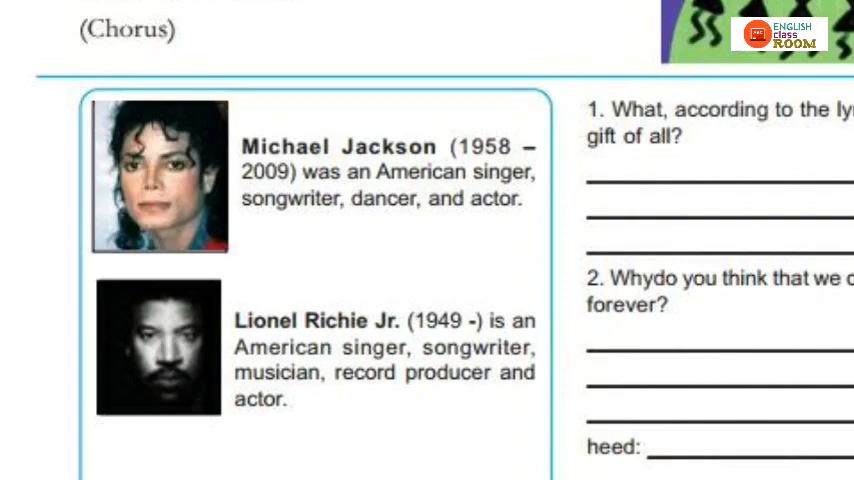 (Chorus)
ENGLISH
class
ROOM
Michael Jackson (1958 –
2009) was an American singer,
songwriter, dancer, and actor.
Lionel Richie Jr. (1949 -) is an
American singer, songwriter,
musician, record producer and
actor.
1. What, according to the
gift of all?
2. Whydo you think that we
forever?
heed: